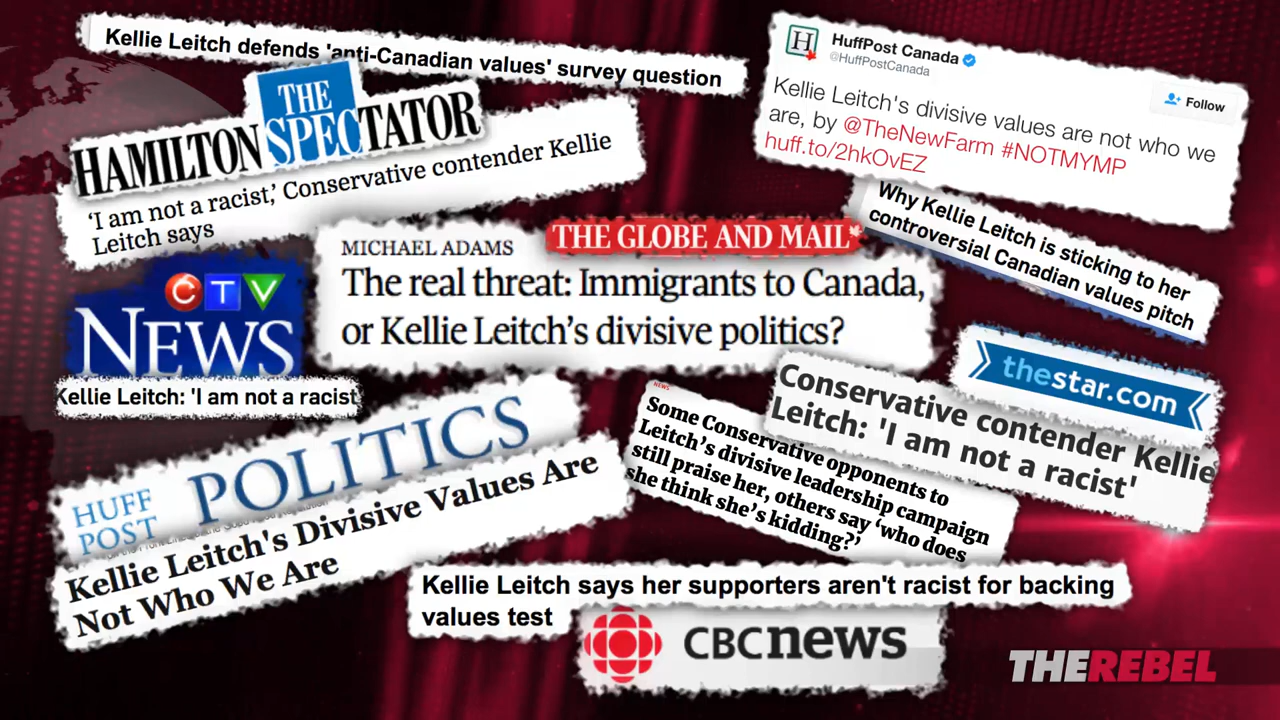 Kellie Leitch defends 'anti-Canadian values' survey question
HuffPost Canada
@HuffPostCanada
Follow
Kellie Leitch's divisive values are not who we
are, by @TheNewFarm #NOTMYMP
huff.to/2hkOvEZ
THE
HAMILTON SPECTATOR
'I am not a racist,' Conservative contender Kellie
Leitch says
Why Kellie Leitch is sticking to her
controversial Canadian values pitch
THE GLOBE AND MAIL
MICHAEL ADAMS
The real threat: Immigrants to Canada,
or Kellie Leitch's divisive politics?
CTV
NEWS
Kellie Leitch: 'I am not a racist
thestar.com
Conservative contender Kellie
Leitch: 'I am not a racist'
NEWS
Some Conservative opponents to
Leitch's divisive leadership campaign
still praise her, others say 'who does
she think she's kidding?'
HUFF
POST
POLITICS
Kellie Leitch's Divisive Values Are
Not Who We Are
Kellie Leitch says her supporters aren't racist for backing
values test
CBCnews
THE REBEL